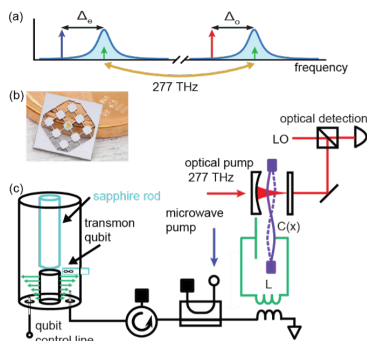 (a)
Δe
Δo
277 THz
frequency
(b)
(c)
sapphire rod
transmon
qubit
qubit
control line
microwave
pump
optical pump
277 THz
optical detection
LO
C(x)
L